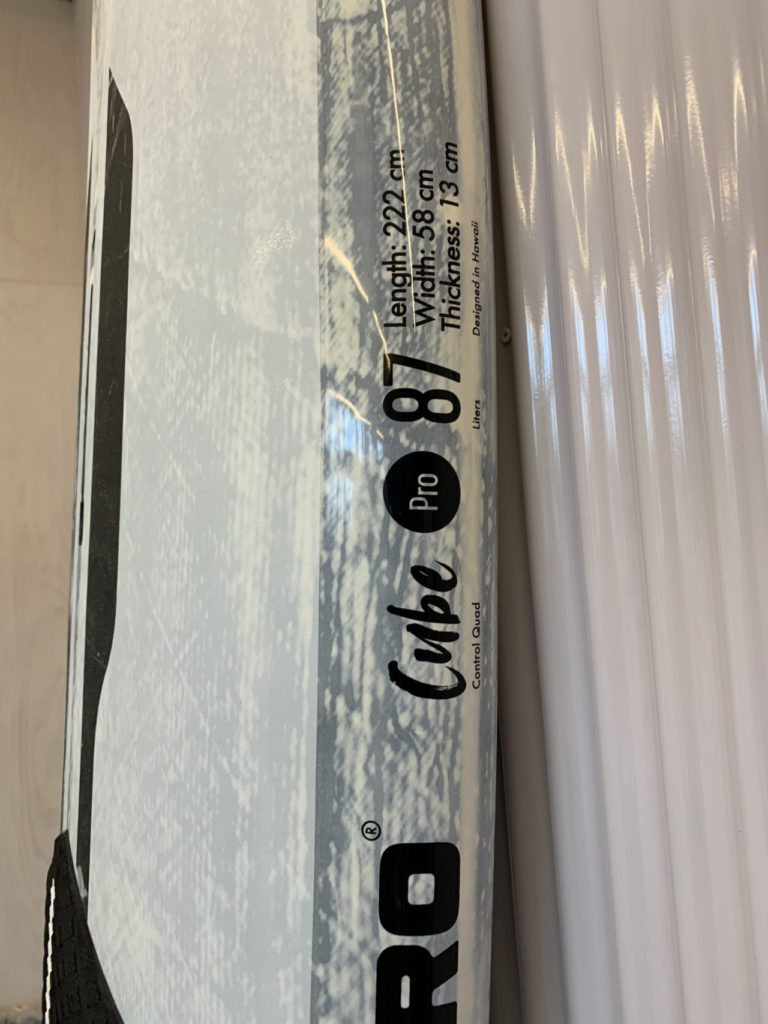 RO®
Cube
Control Quad
Pro
87
Liters
Length: 222 cm
Width: 58 cm
Thickness: 13 cm
Designed in Hawaii